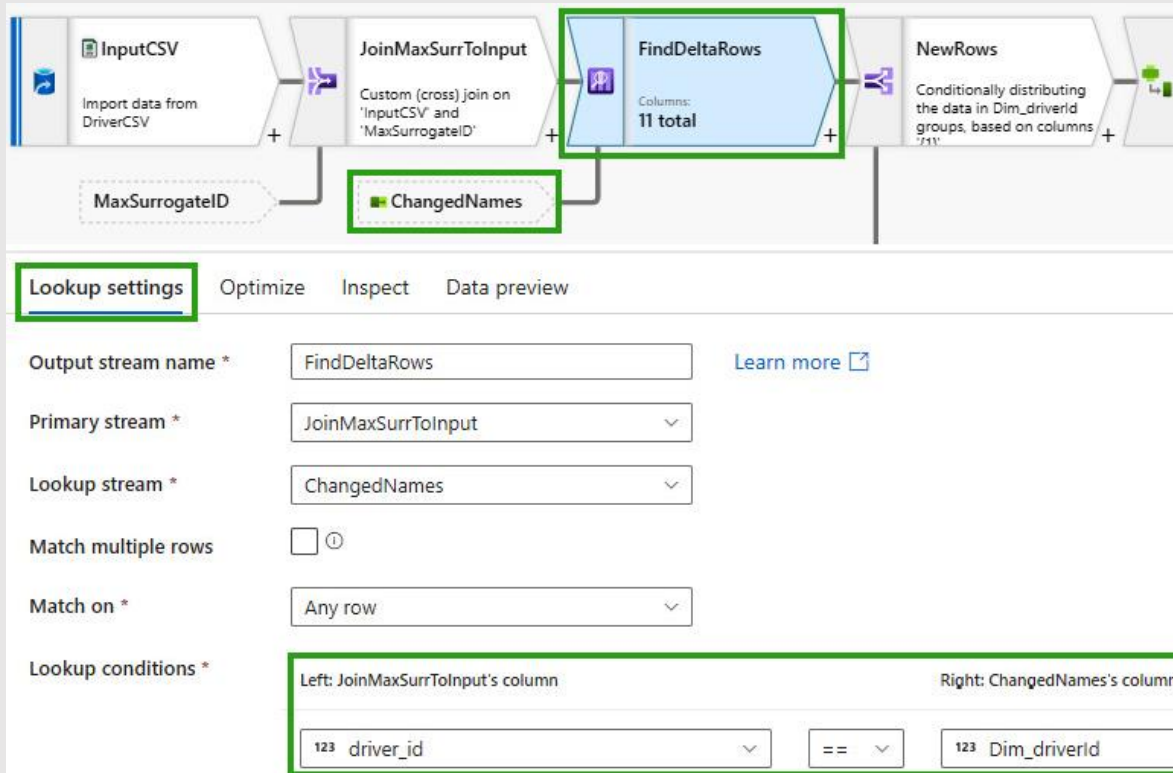 InputCSV
Import data from
DriverCSV
+
JoinMaxSurrToInput
Custom (cross) join on
'InputCSV' and
'MaxSurrogateID'
+
FindDeltaRows
Columns:
11 total
+
NewRows
Conditionally distributing
the data in Dim_driverId
groups, based on columns
'{1}'
+
MaxSurrogateID
ChangedNames
Lookup settings Optimize Inspect Data preview
Output stream name * FindDeltaRows Learn more
Primary stream * JoinMaxSurrToInput
Lookup stream * ChangedNames
Match multiple rows
Match on * Any row
Lookup conditions *
Left: JoinMaxSurrToInput's column Right: ChangedNames's column
123 driver_id == 123 Dim_driverId